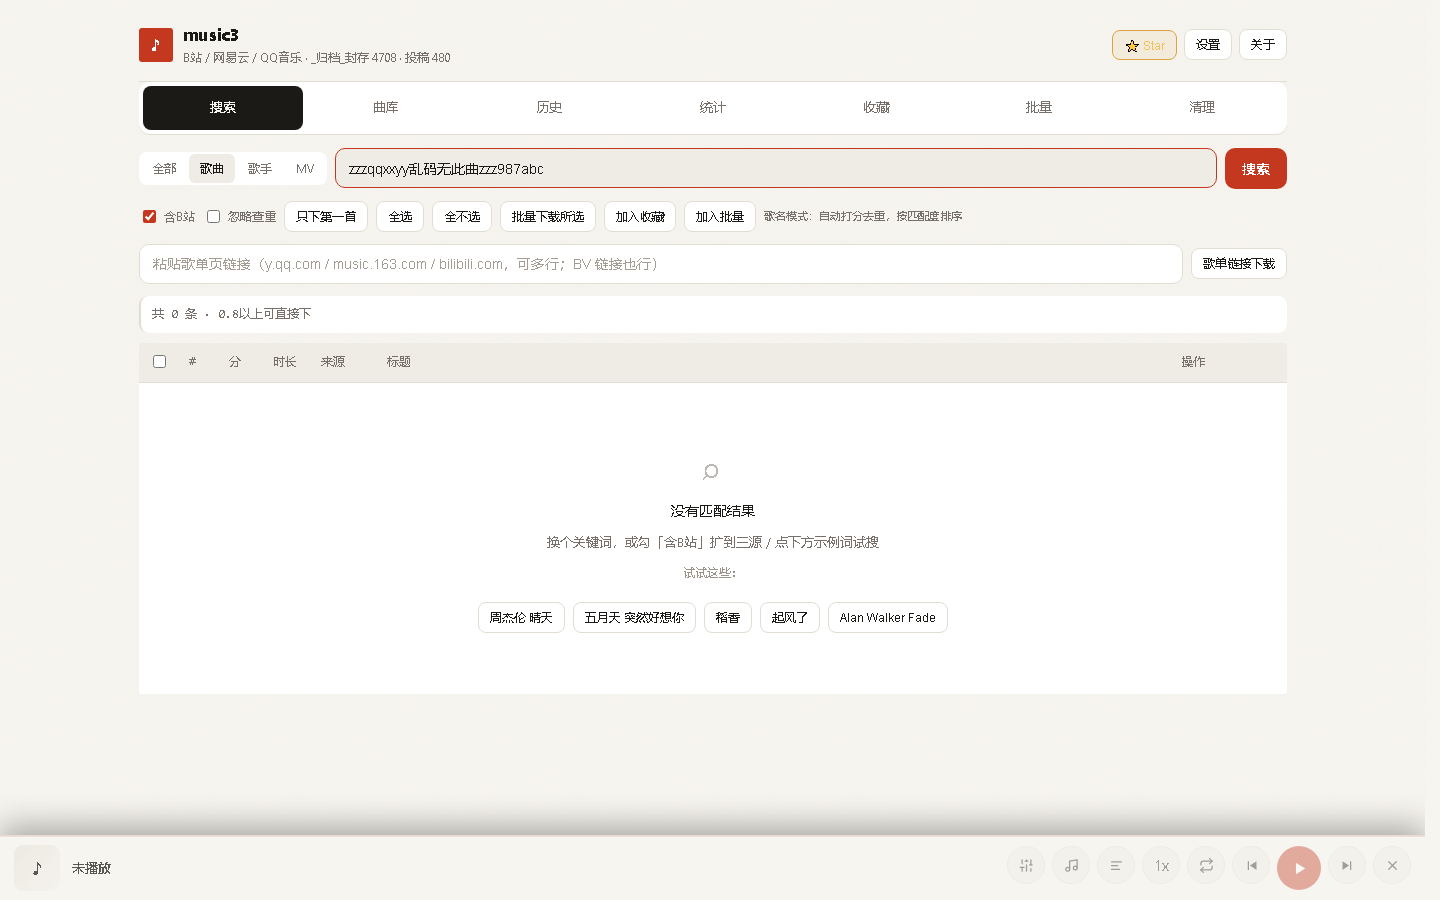 music3
B站 / 网易云 / QQ音乐 · _归档_封存 4708 · 投稿 480
Star
设置
关于
搜索
曲库
历史
统计
收藏
批量
清理
全部
歌曲
歌手
MV
zzzqqxxyy乱码无此曲zzz987abc
搜索
含B站
忽略查重
只下第一首
全选
全不选
批量下载所选
加入收藏
加入批量
歌名模式：自动打分去重，按匹配度排序
粘贴歌单页链接（y.qq.com / music.163.com / bilibili.com，可多行；BV 链接也行）
歌单链接下载
共 0 条 · 0.8以上可直接下
#
分
时长
来源
标题
操作
没有匹配结果
换个关键词，或勾「含B站」扩到三源 / 点下方示例词试搜
试试这些：
周杰伦 晴天
五月天 突然好想你
稻香
起风了
Alan Walker Fade
未播放
1x